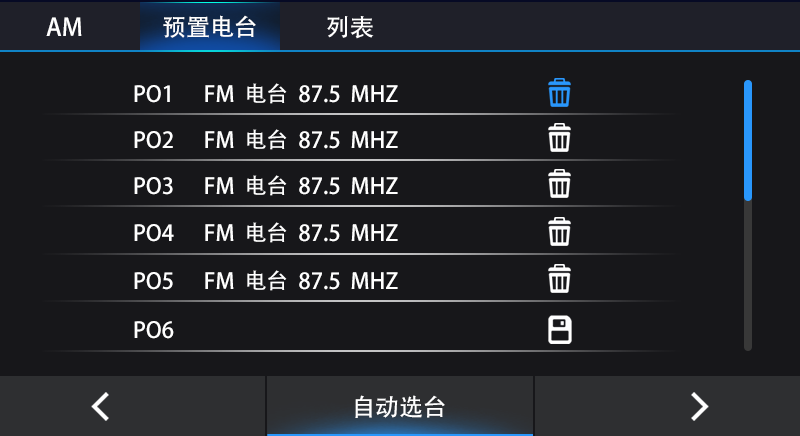 AM 预置电台 列表
PO1 FM 电台 87.5 MHZ
PO2 FM 电台 87.5 MHZ
PO3 FM 电台 87.5 MHZ
PO4 FM 电台 87.5 MHZ
PO5 FM 电台 87.5 MHZ
PO6
自动选台